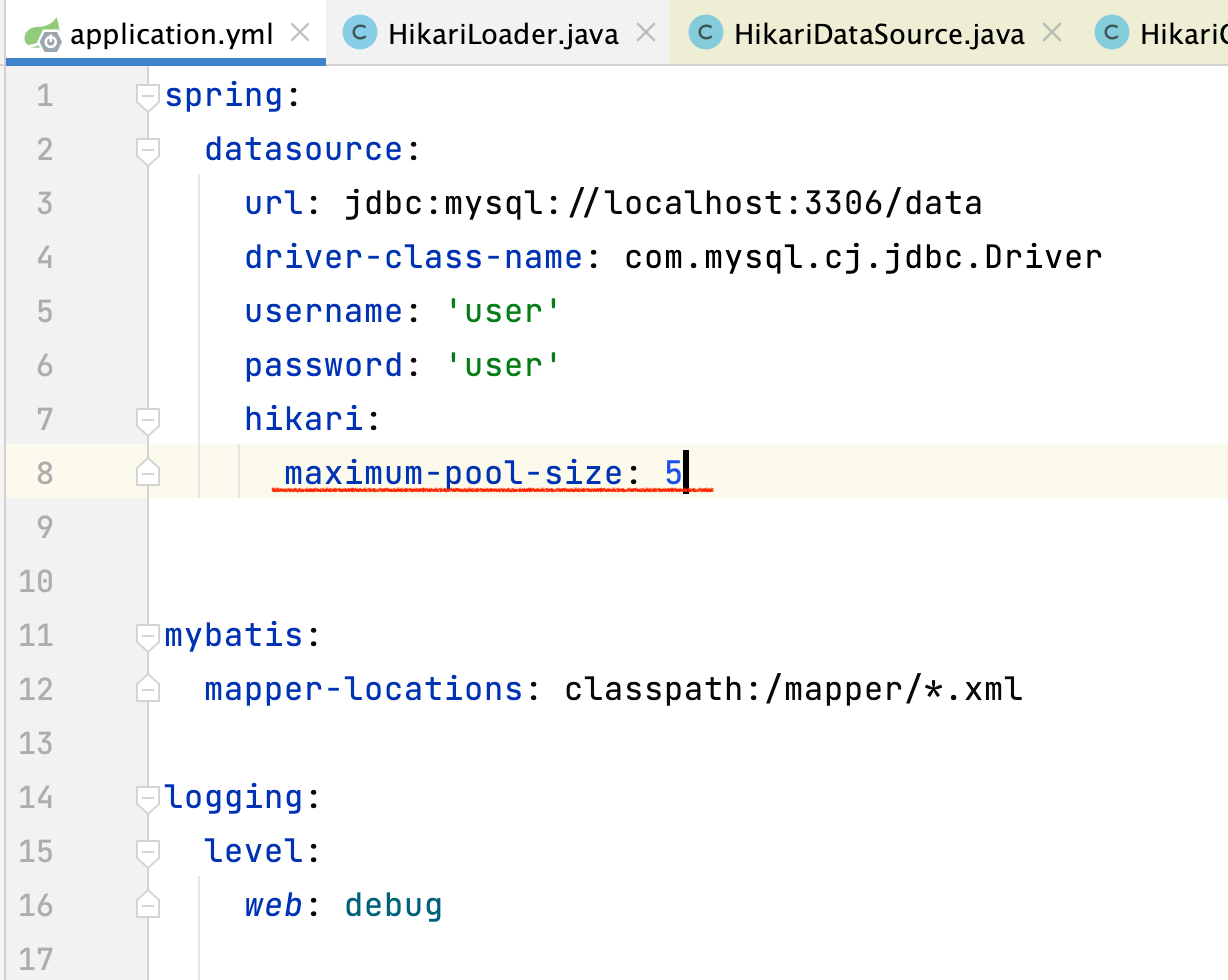 application.yml
HikariLoader.java
HikariDataSource.java
Hikari
1 spring:
2   datasource:
3     url: jdbc:mysql://localhost:3306/data
4     driver-class-name: com.mysql.cj.jdbc.Driver
5     username: 'user'
6     password: 'user'
7     hikari:
8       maximum-pool-size: 5
9
10
11 mybatis:
12   mapper-locations: classpath:/mapper/*.xml
13
14 logging:
15   level:
16     web: debug
17